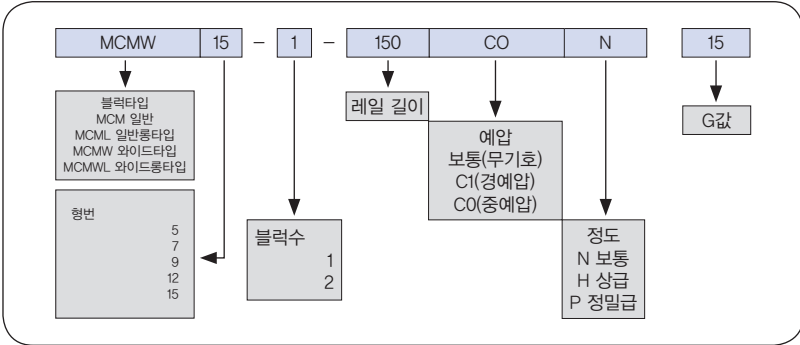 MCMW 15 - 1 - 150 CO N 15
블럭타입
MCM 일반
MCML 일반롱타입
MCMW 와이드타입
MCMWL 와이드롱타입
레일 길이
예압
보통(무기호)
C1(경예압)
C0(중예압)
G값
형번
5
7
9
12
15
블럭수
1
2
정도
N 보통
H 상급
P 정밀급